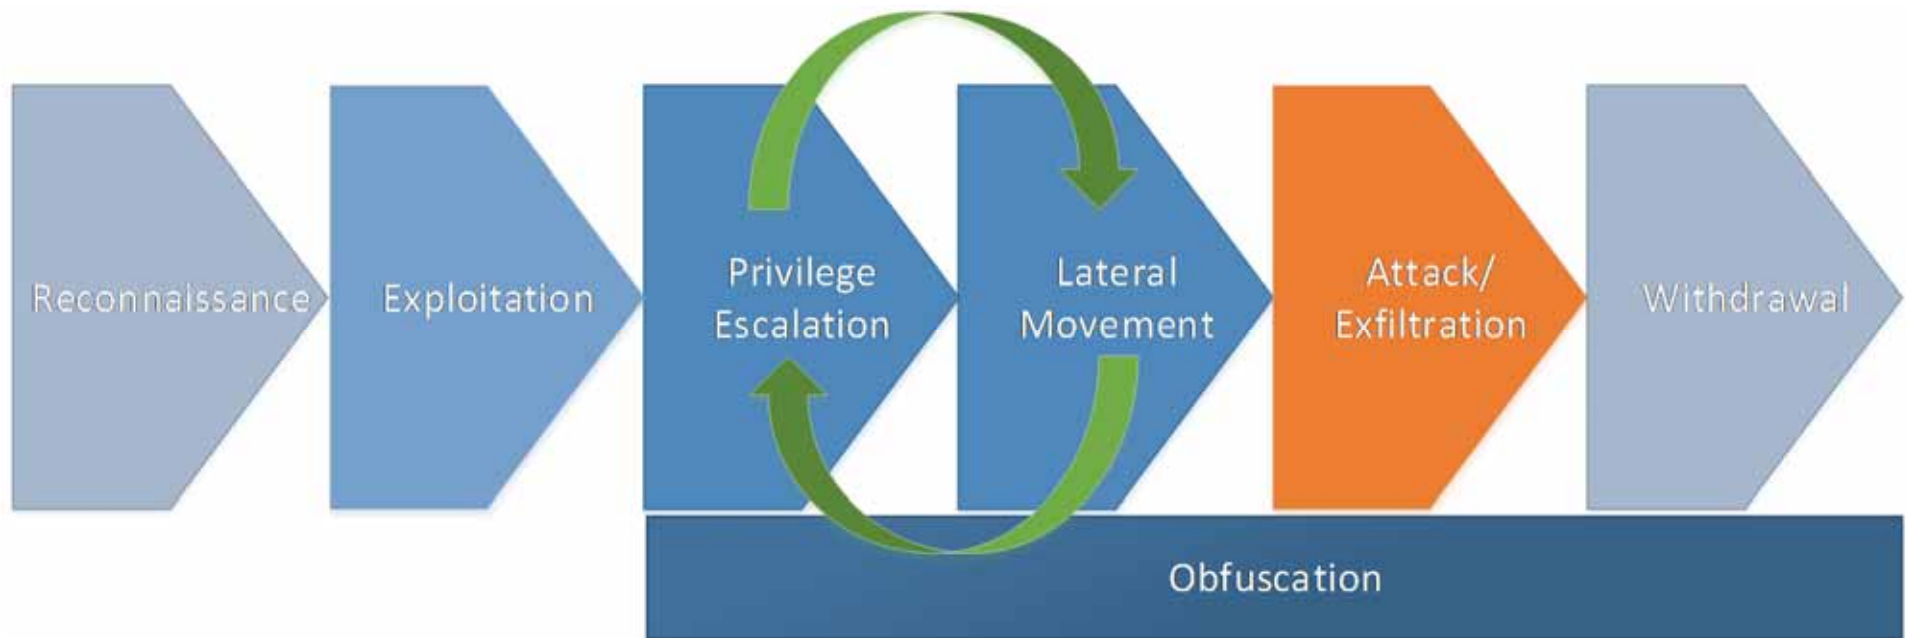 Reconnaissance
Exploitation
Privilege
Escalation
Lateral
Movement
Attack/
Exfiltration
Withdrawal
Obfuscation